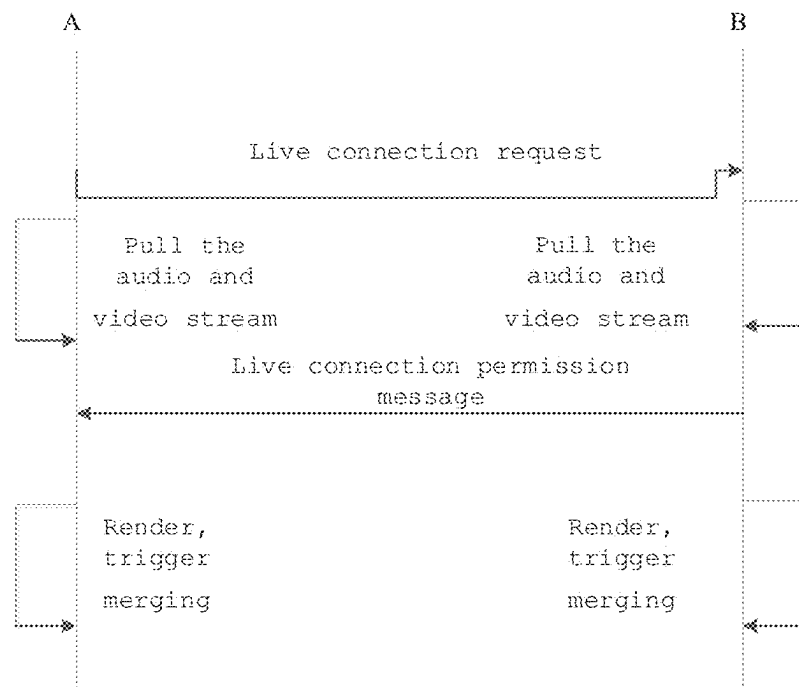 A
B
Live connection request
Pull the
audio and
video stream
Pull the
audio and
video stream
Live connection permission
message
Render,
trigger
merging
Render,
trigger
merging